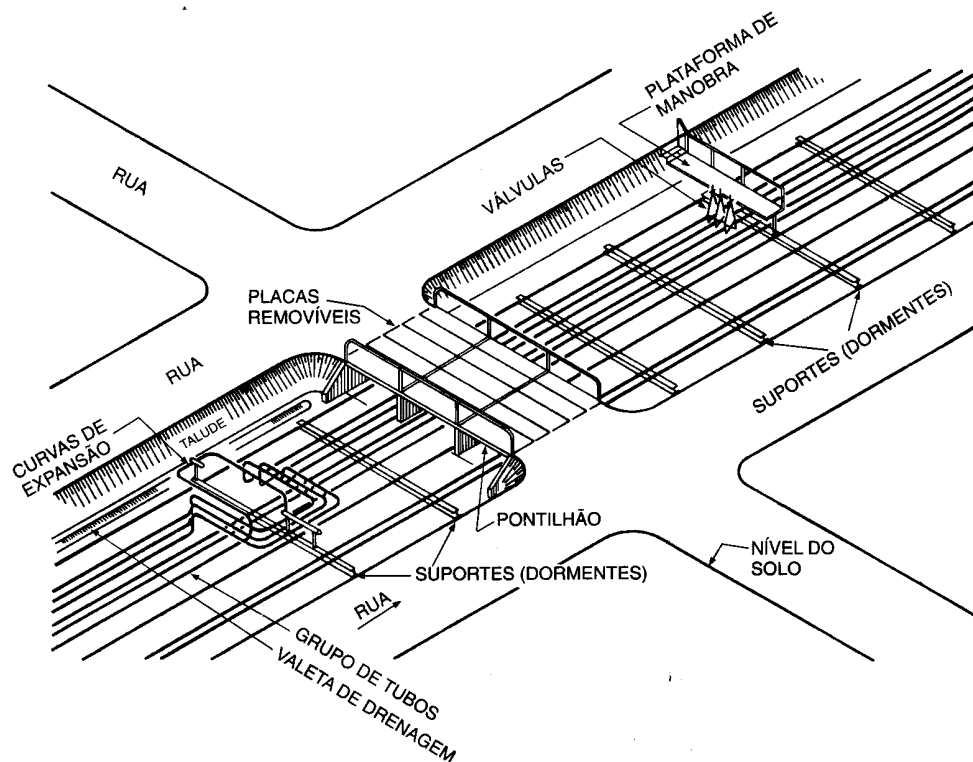 PLATAFORMA DE
MANOBRA
RUA
VÁLVULAS
PLACAS
REMOVÍVEIS
RUA
SUPORTES (DORMENTES)
TALUDE
CURVAS DE
EXPANSÃO
PONTILHÃO
NÍVEL DO
SOLO
SUPORTES (DORMENTES)
RUA
GRUPO DE TUBOS
VALETA DE DRENAGEM